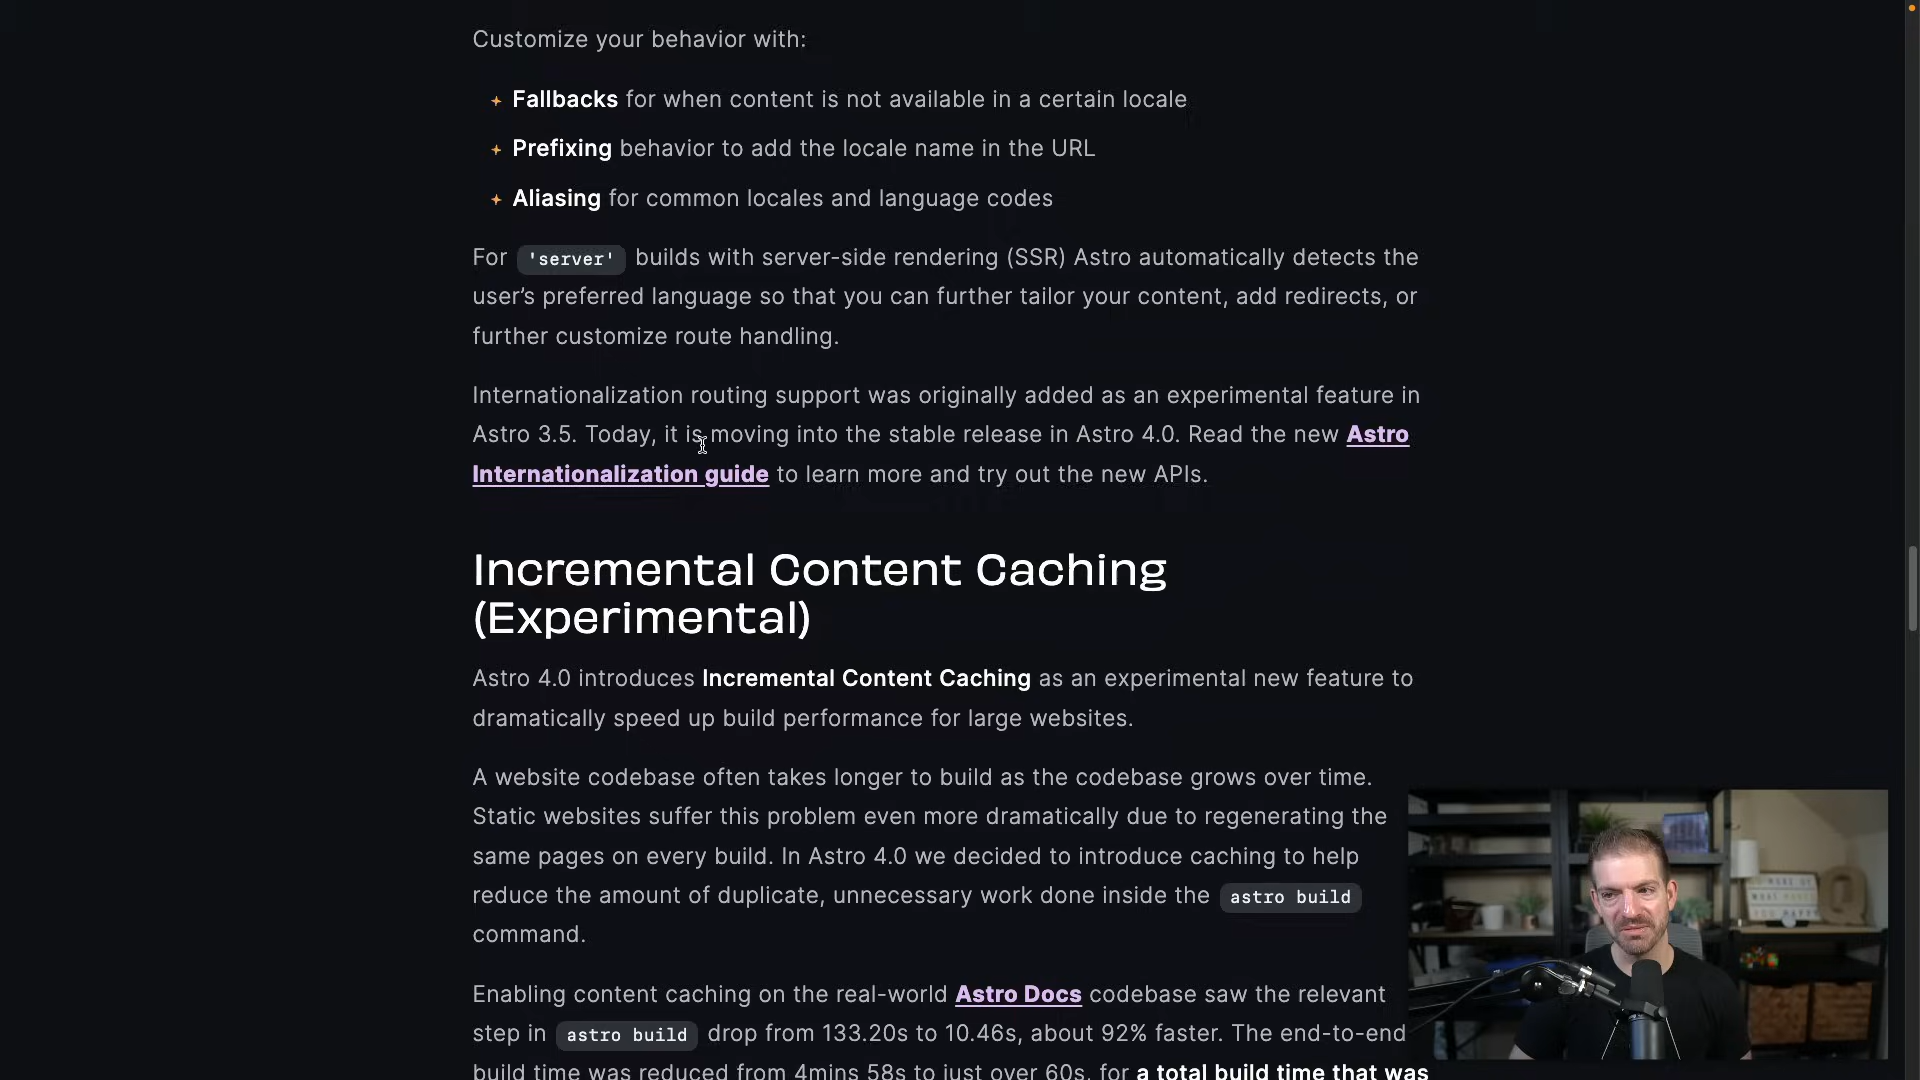 Customize your behavior with:
Fallbacks for when content is not available in a certain locale
Prefixing behavior to add the locale name in the URL
Aliasing for common locales and language codes
For 'server' builds with server-side rendering (SSR) Astro automatically detects the
user’s preferred language so that you can further tailor your content, add redirects, or
further customize route handling.
Internationalization routing support was originally added as an experimental feature in
Astro 3.5. Today, it is moving into the stable release in Astro 4.0. Read the new Astro
Internationalization guide to learn more and try out the new APIs.
Incremental Content Caching
(Experimental)
Astro 4.0 introduces Incremental Content Caching as an experimental new feature to
dramatically speed up build performance for large websites.
A website codebase often takes longer to build as the codebase grows over time.
Static websites suffer this problem even more dramatically due to regenerating the
same pages on every build. In Astro 4.0 we decided to introduce caching to help
reduce the amount of duplicate, unnecessary work done inside the astro build
command.
Enabling content caching on the real-world Astro Docs codebase saw the relevant
step in astro build drop from 133.20s to 10.46s, about 92% faster. The end-to-end
build time was reduced from 4mins 58s to just over 60s, for a total build time that was